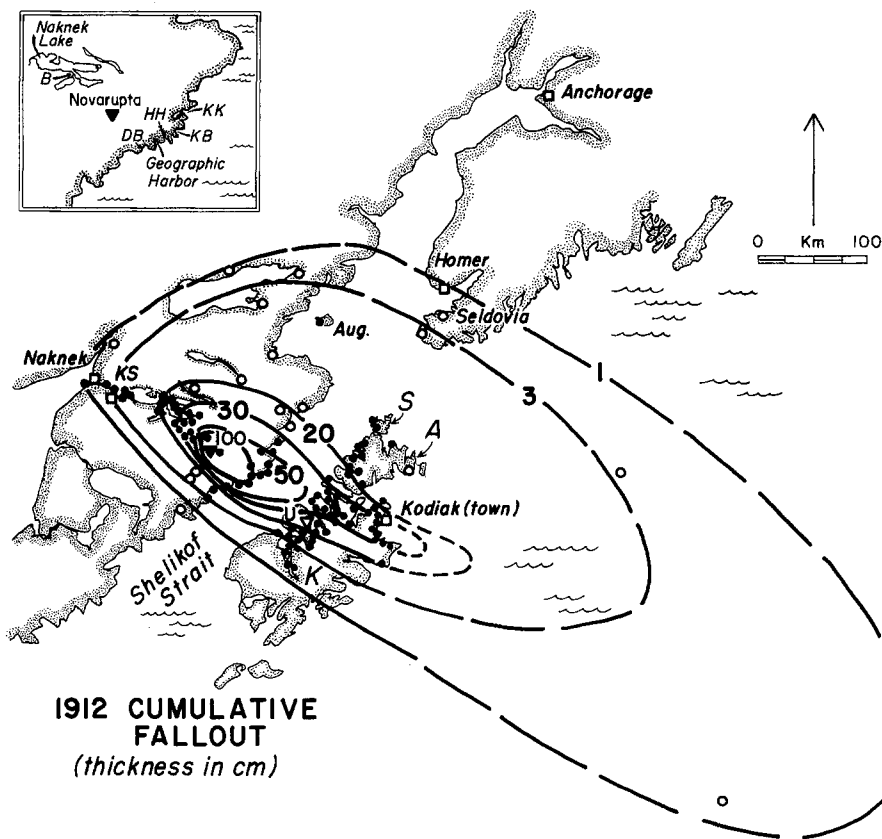 Naknek
Lake
B
Novarupta
HH
KK
DB
KB
Geographic
Harbor
Anchorage
0 Km 100
Homer
Seldovia
Aug.
Naknek
KS
30
100
20
50
3
1
S
A
U
Kodiak (town)
K
Shelikof
Strait
1912 CUMULATIVE
FALLOUT
(thickness in cm)